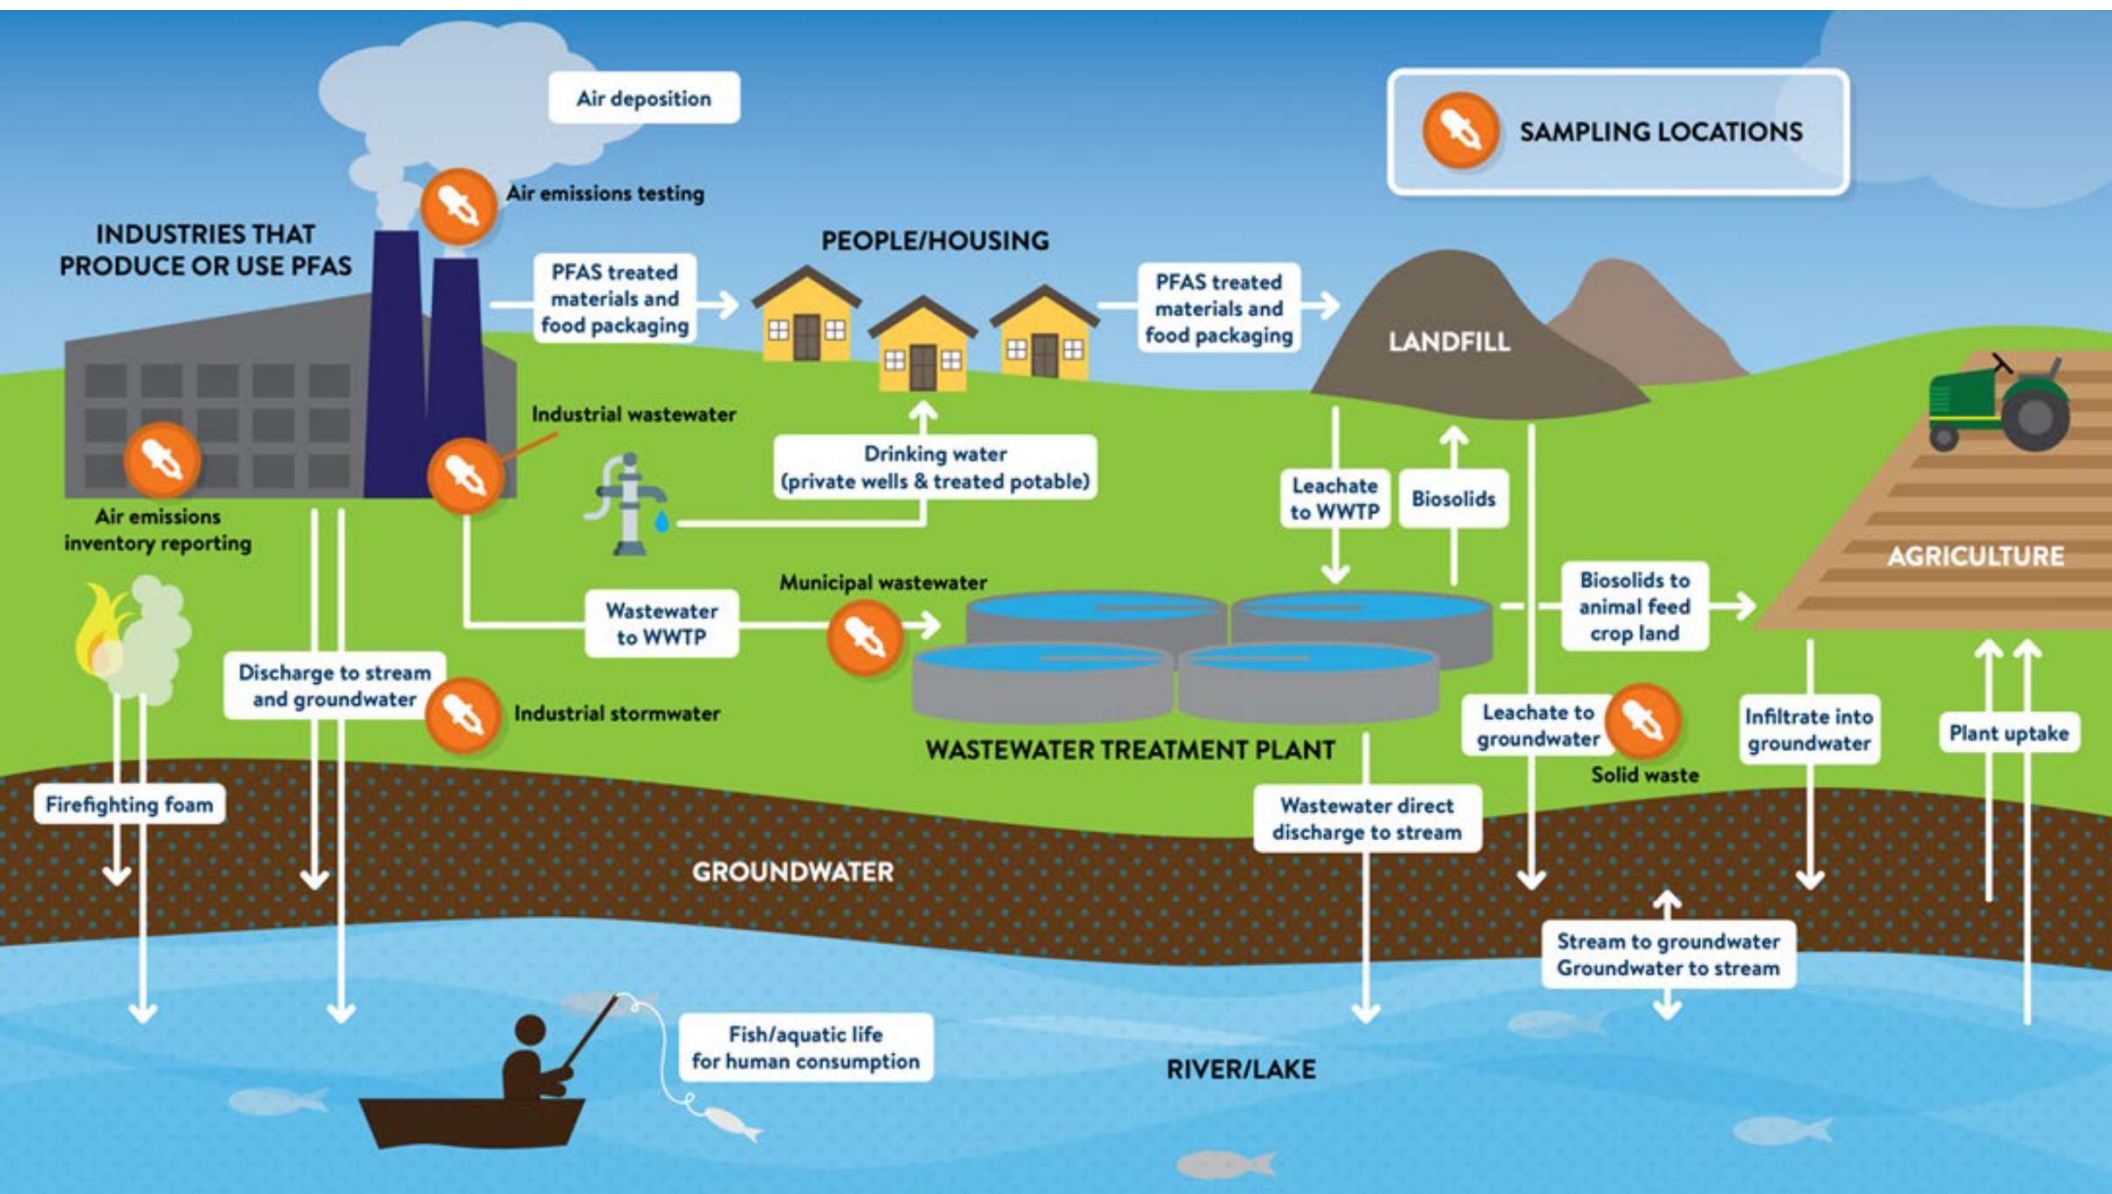 Air deposition
SAMPLING LOCATIONS
Air emissions testing
INDUSTRIES THAT
PRODUCE OR USE PFAS
PEOPLE/HOUSING
PFAS treated
materials and
food packaging
PFAS treated
materials and
food packaging
LANDFILL
Industrial wastewater
Drinking water
(private wells & treated potable)
Leachate
to WWTP
Biosolids
Air emissions
inventory reporting
AGRICULTURE
Municipal wastewater
Wastewater
to WWTP
Biosolids to
animal feed
crop land
Discharge to stream
and groundwater
Industrial stormwater
Leachate to
groundwater
Infiltrate into
groundwater
Plant uptake
WASTEWATER TREATMENT PLANT
Solid waste
Firefighting foam
Wastewater direct
discharge to stream
GROUNDWATER
Stream to groundwater
Groundwater to stream
Fish/aquatic life
for human consumption
RIVER/LAKE